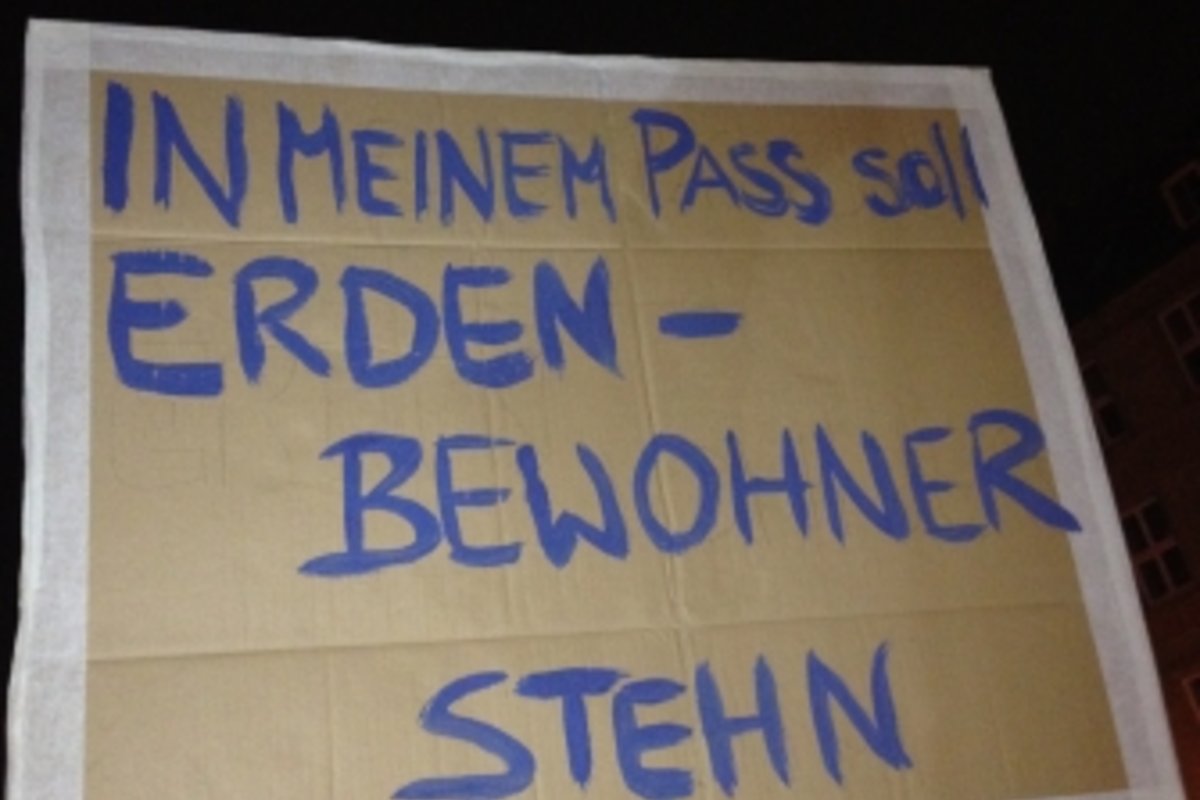 IN MEINEM PASS soll
ERDEN-
BEWOHNER
STEHN